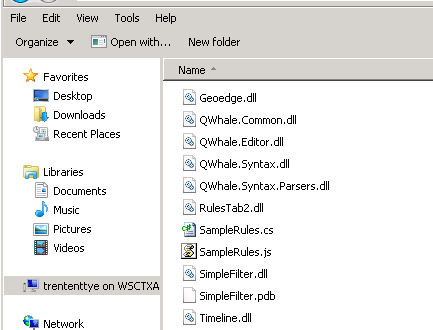 File Edit View Tools Help
Organize Open with... New folder
Favorites
Desktop
Downloads
Recent Places
Libraries
Documents
Music
Pictures
Videos
trententtye on WSCTXA
Network
Name
Geoedge.dll
QWhale.Common.dll
QWhale.Editor.dll
QWhale.Syntax.dll
QWhale.Syntax.Parsers.dll
RulesTab2.dll
SampleRules.cs
SampleRules.js
SimpleFilter.dll
SimpleFilter.pdb
Timeline.dll